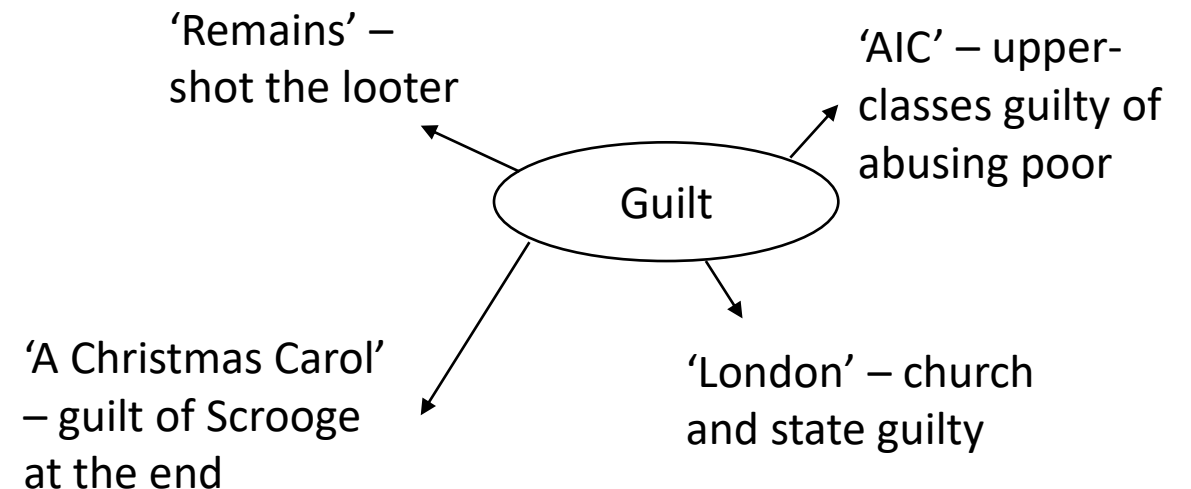 ‘Remains’ –
shot the looter
‘AIC’ – upper-
classes guilty of
abusing poor
Guilt
‘A Christmas Carol’
– guilt of Scrooge
at the end
‘London’ – church
and state guilty